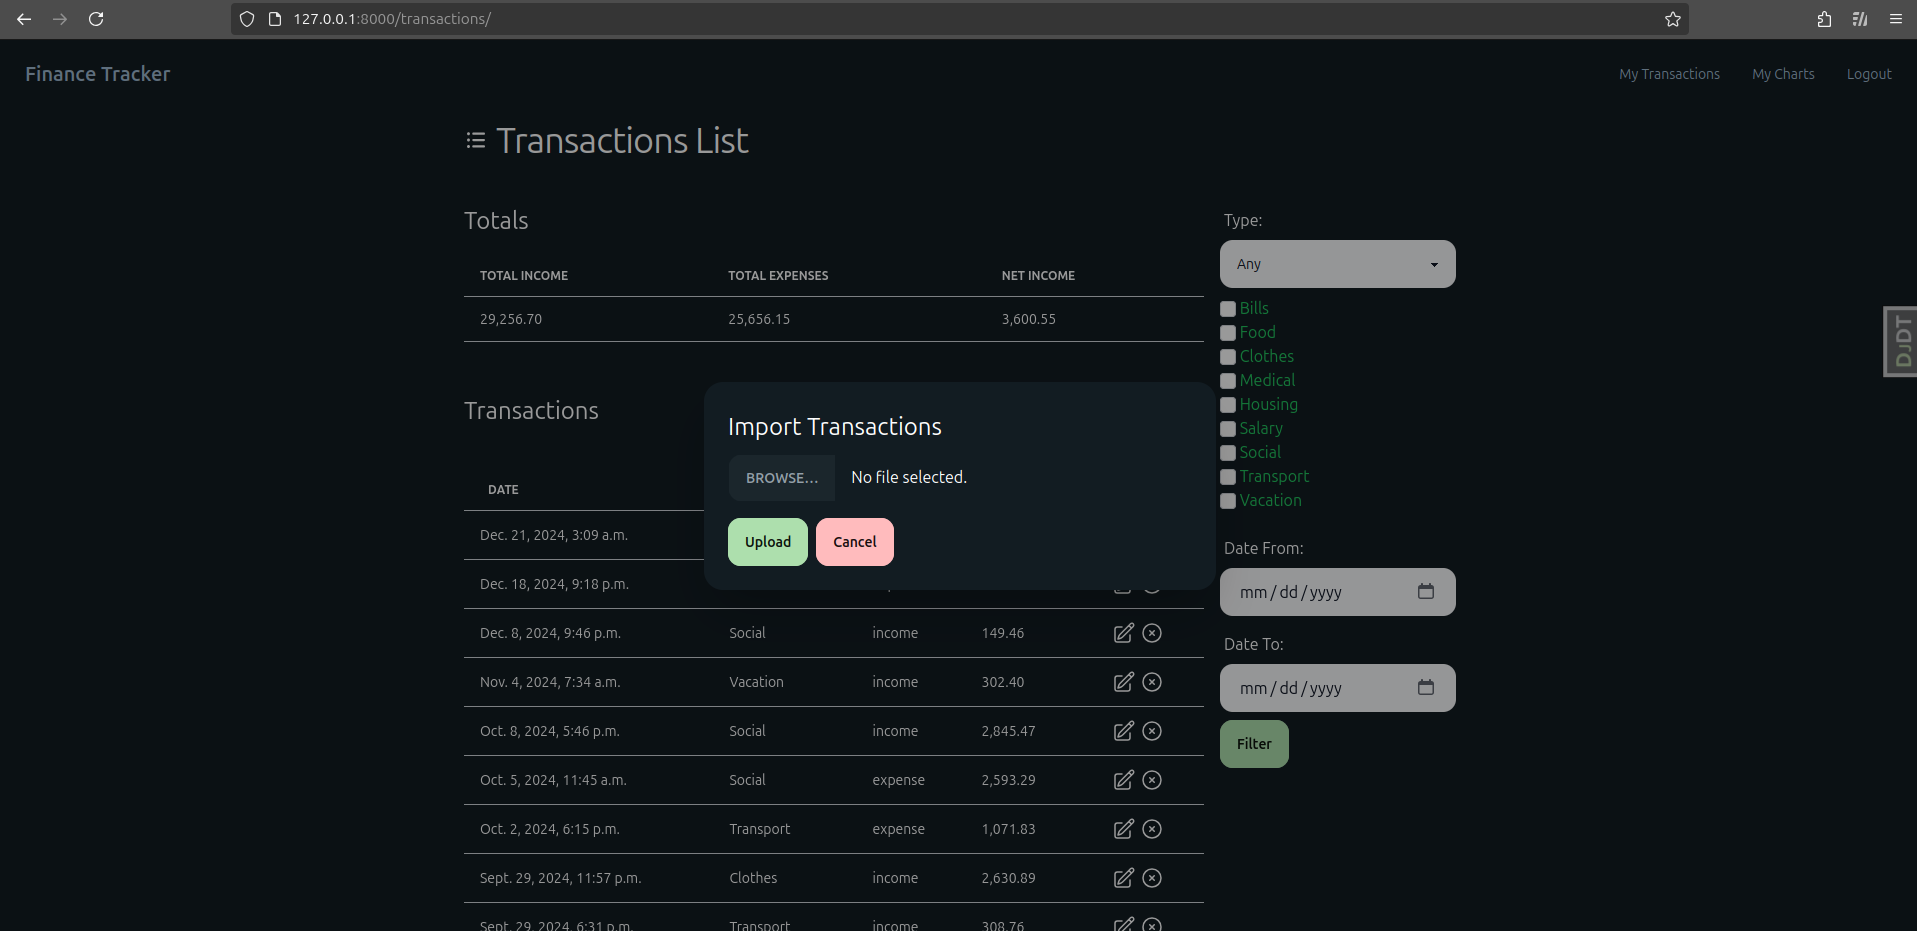 127.0.0.1:8000/transactions/
Finance Tracker
My Transactions My Charts Logout
Transactions List
Totals
TOTAL INCOME TOTAL EXPENSES NET INCOME
29,256.70 25,656.15 3,600.55
Type:
Any
Bills
Food
Clothes
Medical
Housing
Salary
Social
Transport
Vacation
Date From:
mm / dd / yyyy
Date To:
mm / dd / yyyy
Filter
DjDT
Transactions
Import Transactions
BROWSE... No file selected.
Upload Cancel
DATE
Dec. 21, 2024, 3:09 a.m.
Dec. 18, 2024, 9:18 p.m.
Dec. 8, 2024, 9:46 p.m. Social income 149.46
Nov. 4, 2024, 7:34 a.m. Vacation income 302.40
Oct. 8, 2024, 5:46 p.m. Social income 2,845.47
Oct. 5, 2024, 11:45 a.m. Social expense 2,593.29
Oct. 2, 2024, 6:15 p.m. Transport expense 1,071.83
Sept. 29, 2024, 11:57 p.m. Clothes income 2,630.89
Sept. 29, 2024, 6:31 p.m. Transport income 308.76